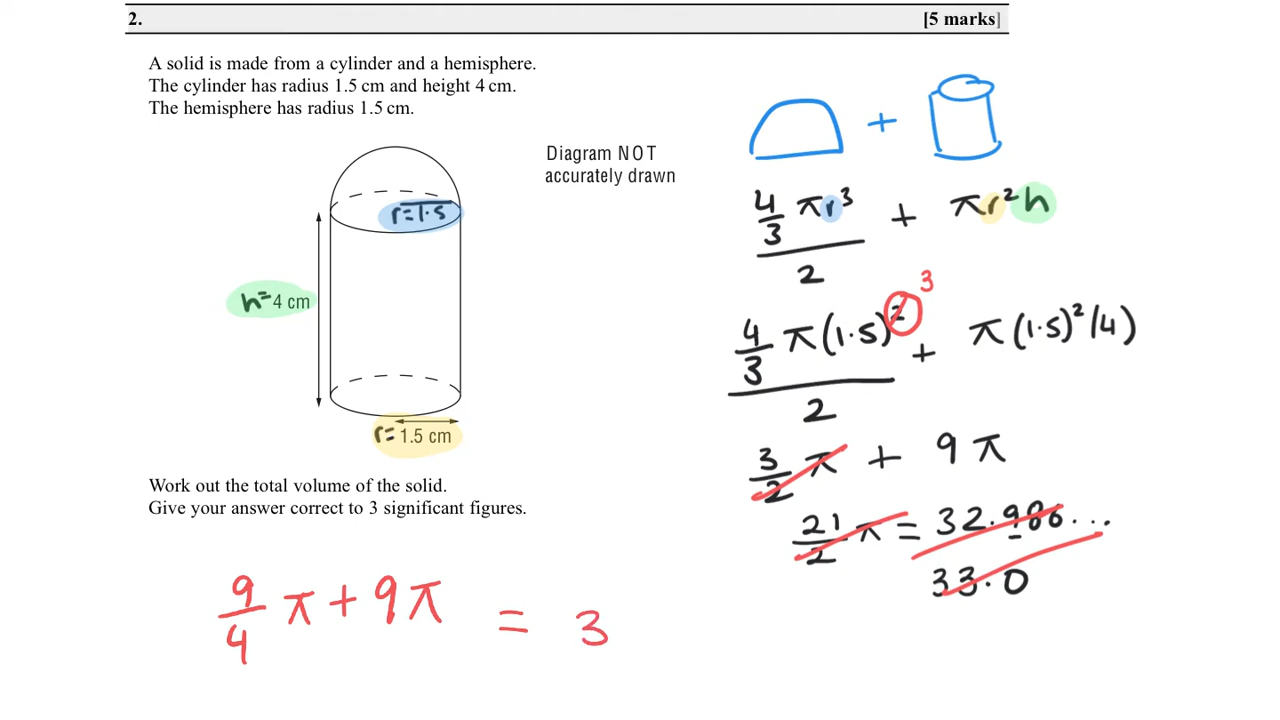 2. [5 marks]
A solid is made from a cylinder and a hemisphere.
The cylinder has radius 1.5 cm and height 4 cm.
The hemisphere has radius 1.5 cm.
Diagram NOT
accurately drawn
r=1.5
h=4 cm
r=1.5 cm
Work out the total volume of the solid.
Give your answer correct to 3 significant figures.
9/4 π + 9π = 3
+
4/3 πr³ / 2 + πr²h
4/3 π(1.5)² 3 / 2 + π(1.5)²(4)
3/2 π + 9π
21/2 π = 32.986...
33.0